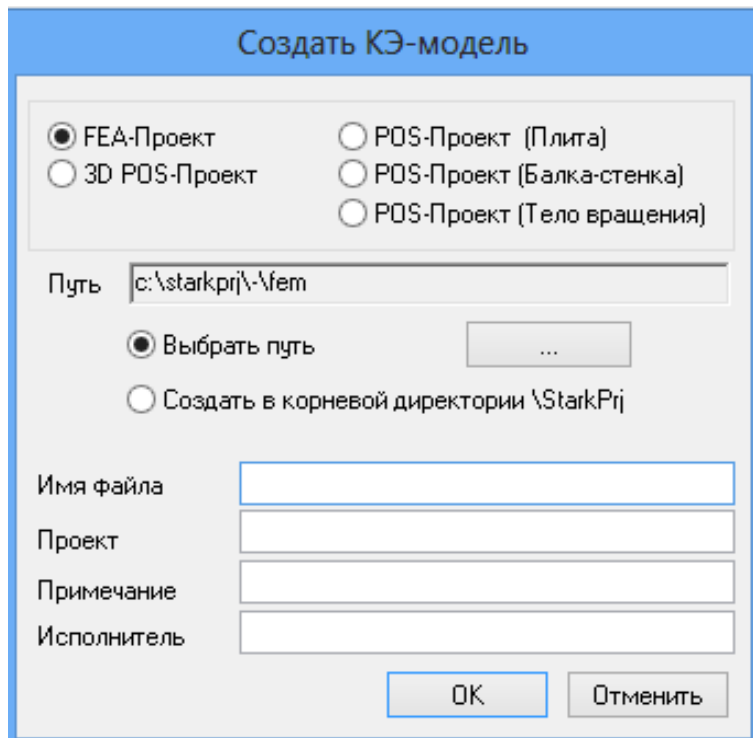 Создать КЭ-модель
FEA-Проект
POS-Проект (Плита)
3D POS-Проект
POS-Проект (Балка-стенка)
POS-Проект (Тело вращения)
Путь
c:\starkprj\-\fem
Выбрать путь
...
Создать в корневой директории \StarkPrj
Имя файла
Проект
Примечание
Исполнитель
OK
Отменить